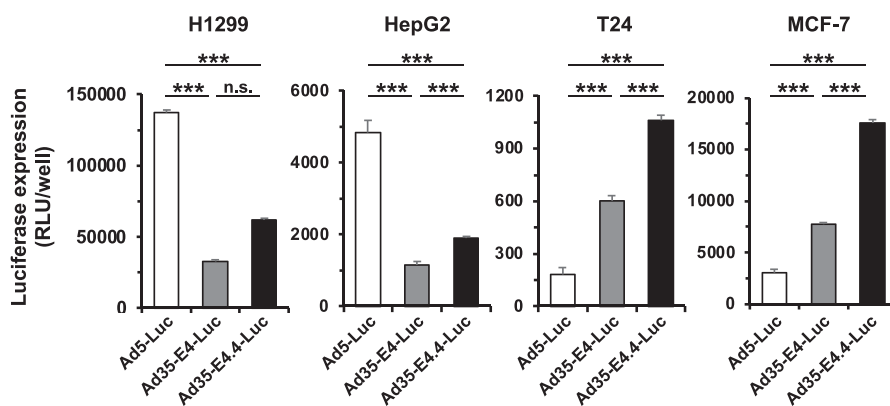 H1299
HepG2
T24
MCF-7
Luciferase expression
(RLU/well)
***
*** n.s.
150000
100000
50000
0
Ad5-Luc
Ad35-E4-Luc
Ad35-E4.4-Luc
***
*** ***
6000
4000
2000
0
Ad5-Luc
Ad35-E4-Luc
Ad35-E4.4-Luc
***
*** ***
1200
900
600
300
0
Ad5-Luc
Ad35-E4-Luc
Ad35-E4.4-Luc
***
*** ***
20000
15000
10000
5000
0
Ad5-Luc
Ad35-E4-Luc
Ad35-E4.4-Luc